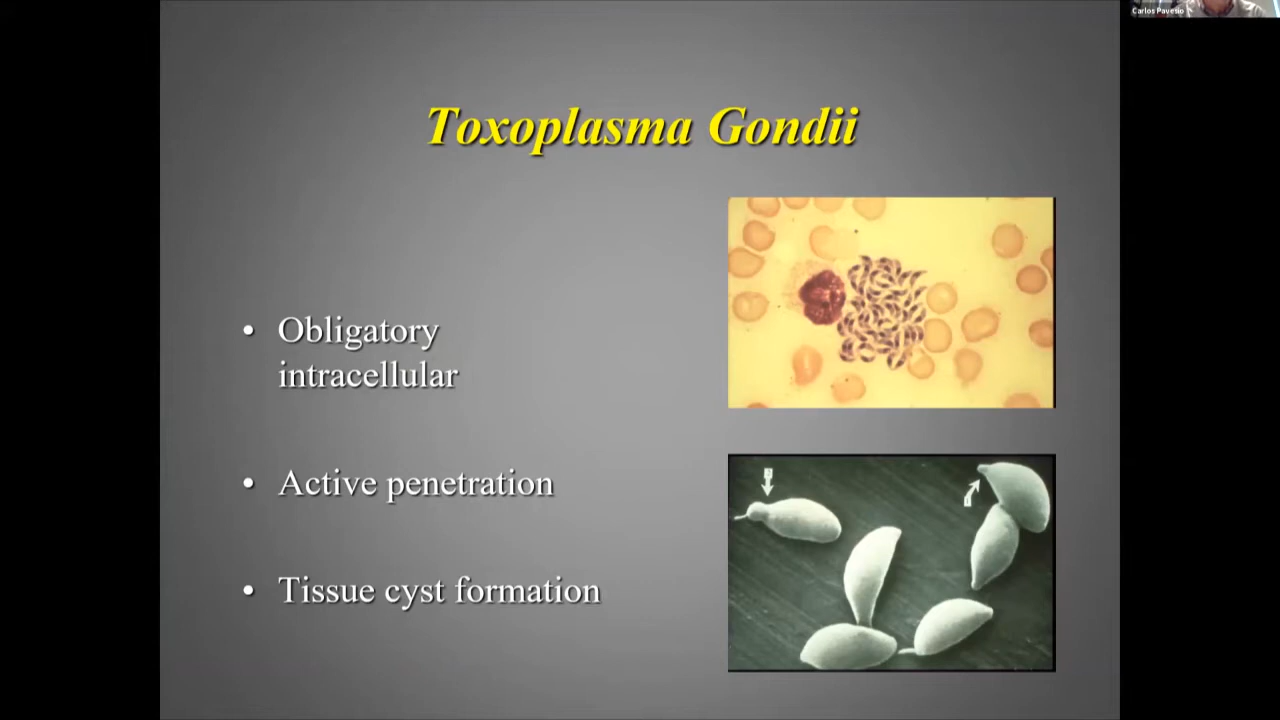 Carlos Pavesio
Toxoplasma Gondii
• Obligatory
intracellular
• Active penetration
• Tissue cyst formation